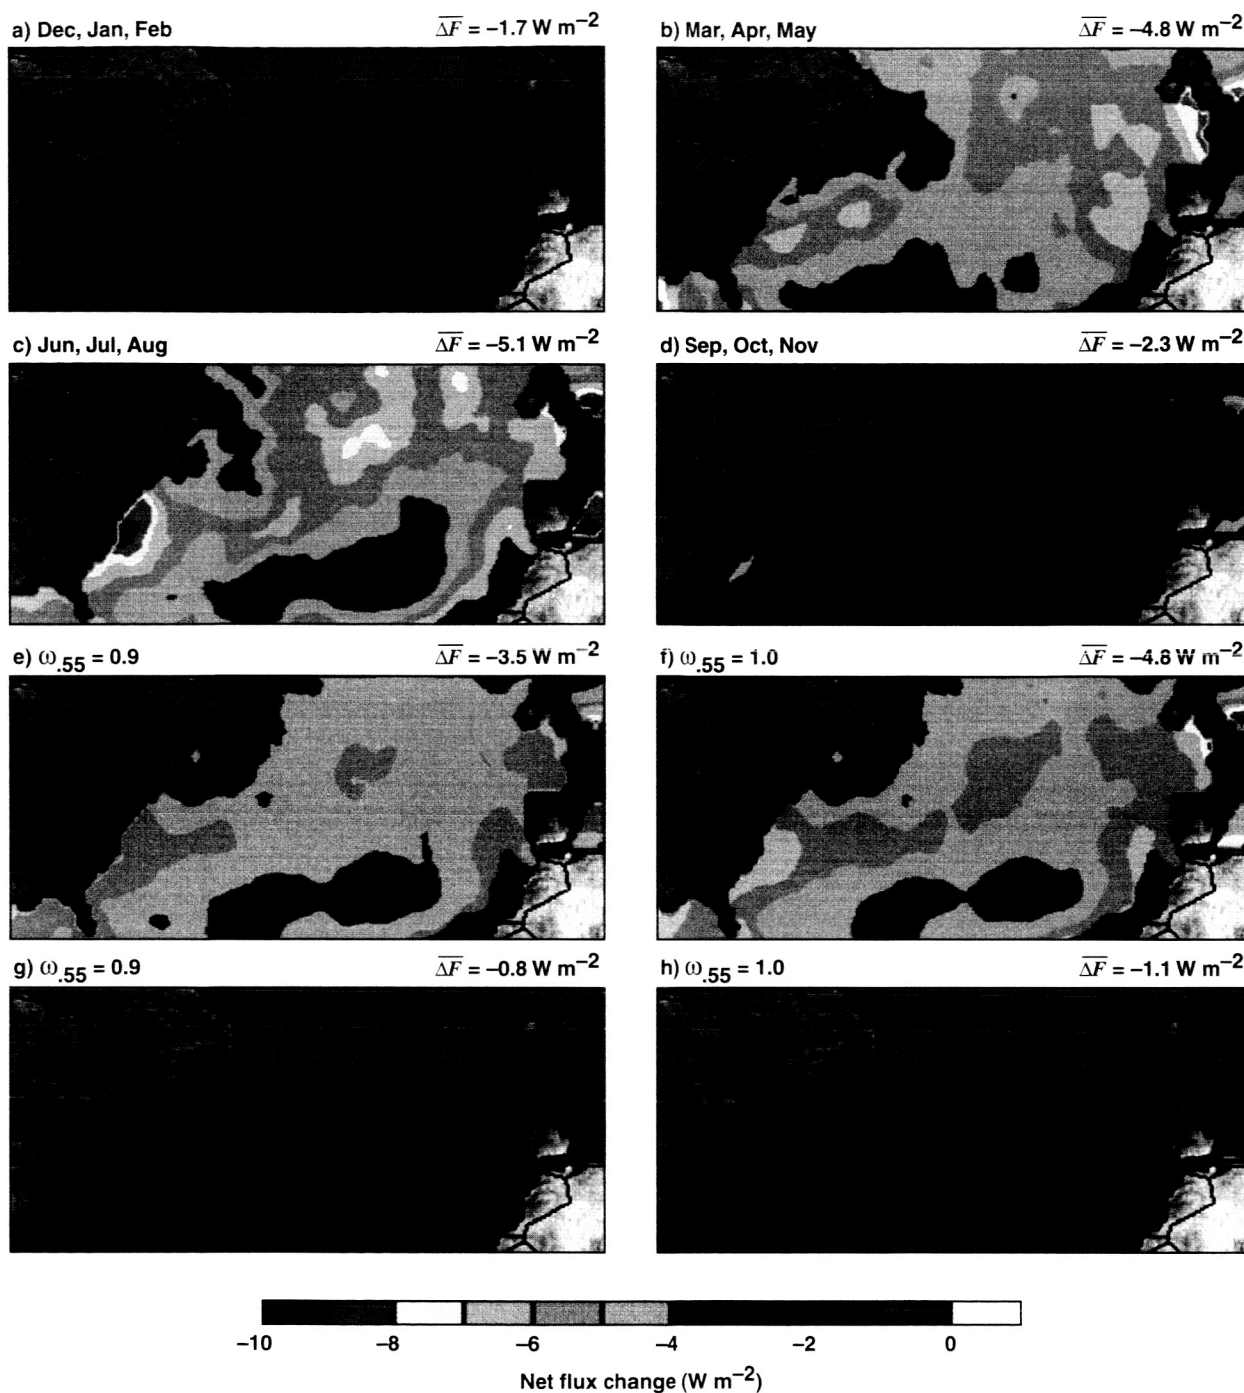 a) Dec, Jan, Feb ΔF = −1.7 W m−2
b) Mar, Apr, May ΔF = −4.8 W m−2
c) Jun, Jul, Aug ΔF = −5.1 W m−2
d) Sep, Oct, Nov ΔF = −2.3 W m−2
e) ω.55 = 0.9 ΔF = −3.5 W m−2
f) ω.55 = 1.0 ΔF = −4.8 W m−2
g) ω.55 = 0.9 ΔF = −0.8 W m−2
h) ω.55 = 1.0 ΔF = −1.1 W m−2
−10 −8 −6 −4 −2 0
Net flux change (W m−2)